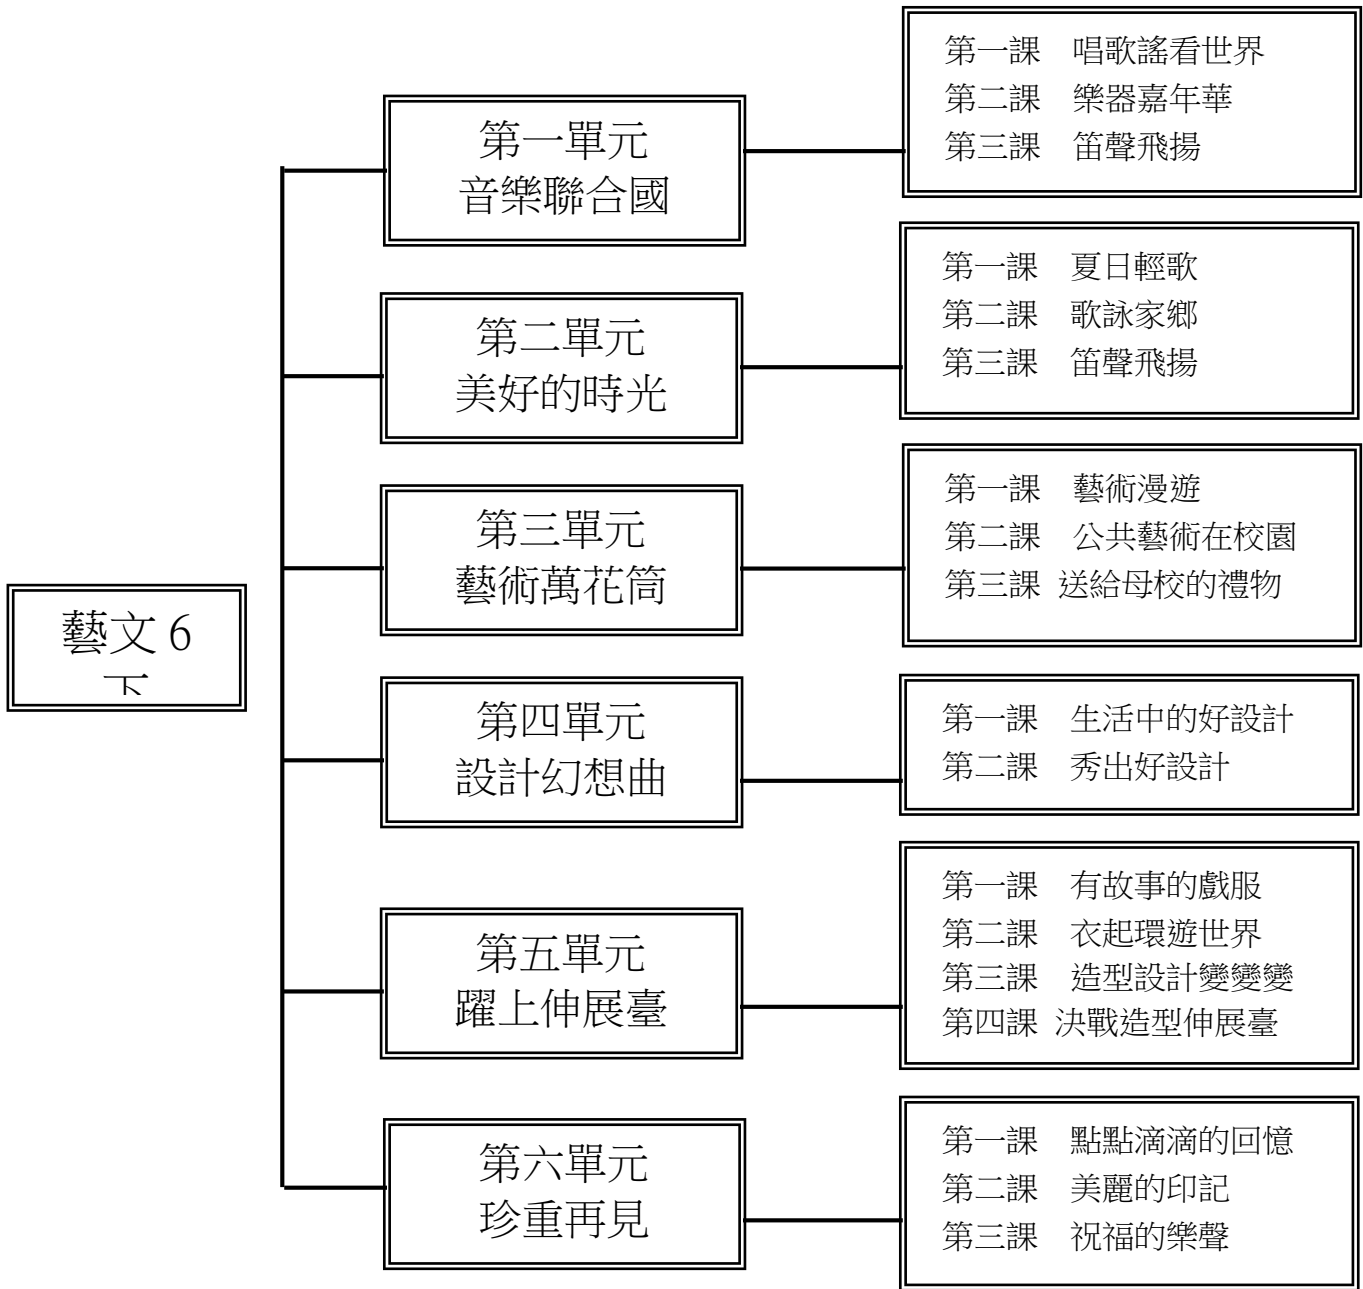 藝文 6
下
第一單元
音樂聯合國
第一課　唱歌謠看世界
第二課　樂器嘉年華
第三課　笛聲飛揚
第二單元
美好的時光
第一課　夏日輕歌
第二課　歌詠家鄉
第三課　笛聲飛揚
第三單元
藝術萬花筒
第一課　藝術漫遊
第二課　公共藝術在校園
第三課 送給母校的禮物
第四單元
設計幻想曲
第一課　生活中的好設計
第二課　秀出好設計
第五單元
躍上伸展臺
第一課　有故事的戲服
第二課　衣起環遊世界
第三課　造型設計變變變
第四課 決戰造型伸展臺
第六單元
珍重再見
第一課　點點滴滴的回憶
第二課　美麗的印記
第三課　祝福的樂聲